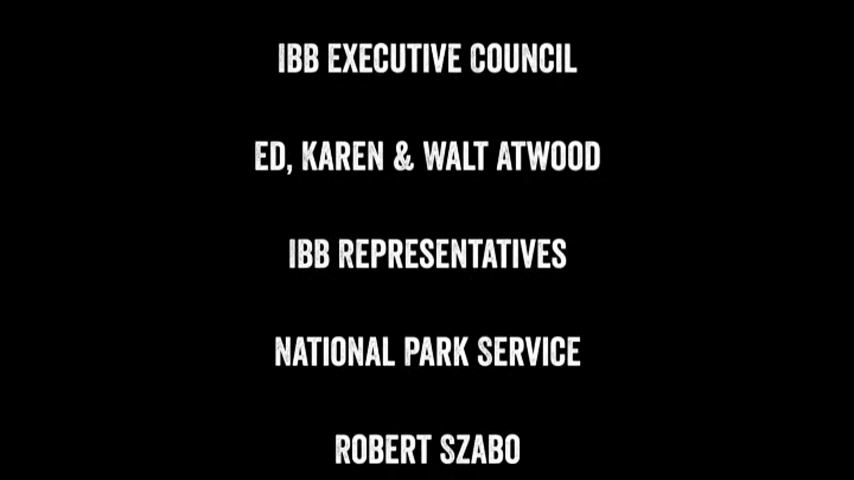 IBB EXECUTIVE COUNCIL
ED, KAREN & WALT ATWOOD
IBB REPRESENTATIVES
NATIONAL PARK SERVICE
ROBERT SZABO